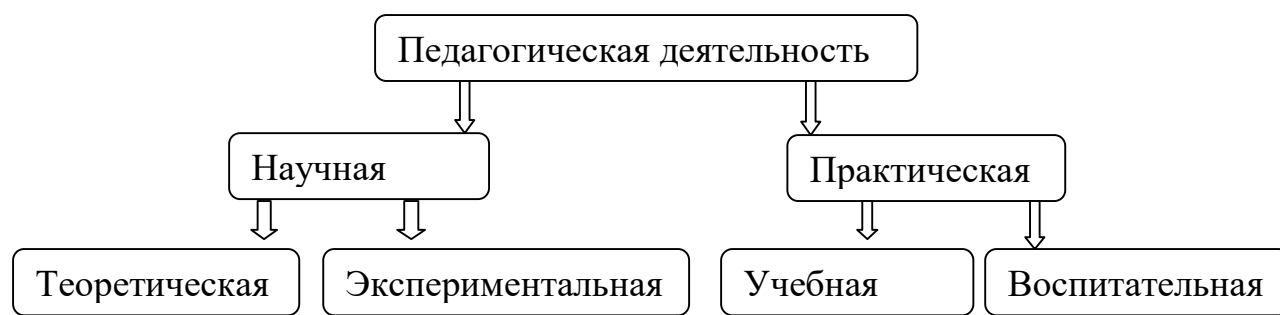 Педагогическая деятельность
Научная
Практическая
Теоретическая
Экспериментальная
Учебная
Воспитательная